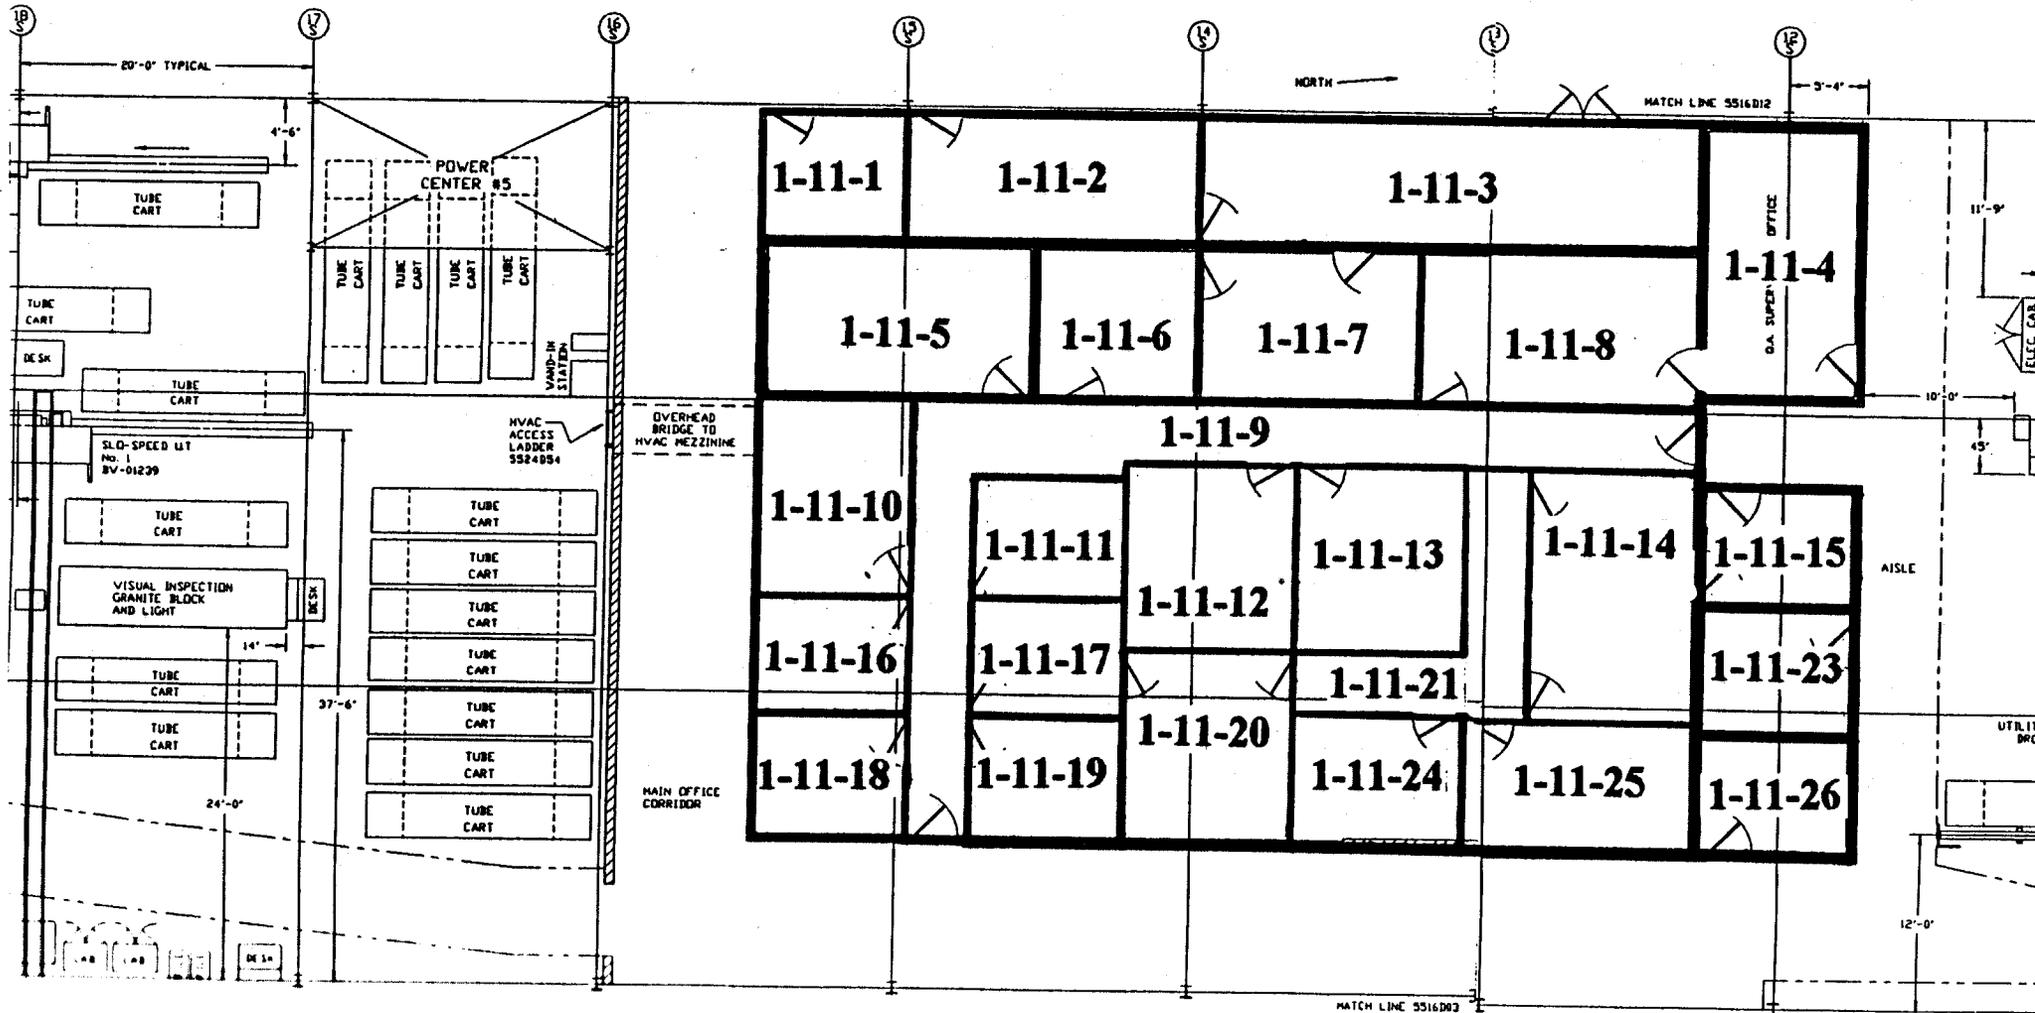 18
S
17
S
16
S
15
S
14
S
13
S
12
S
20'-0" TYPICAL
NORTH
5'-4"
MATCH LINE 5516D12
4'-6"
POWER
CENTER #5
TUBE
CART
1-11-1
1-11-2
1-11-3
1-11-4
Q.A. SUPERV OFFICE
11'-9"
TUBE
CART
TUBE
CART
TUBE
CART
TUBE
CART
TUBE
CART
DESK
TUBE
CART
VAND-IN
STATION
ELEC CAB
1-11-5
1-11-6
1-11-7
1-11-8
10'-0"
45'
HVAC
ACCESS
LADDER
5524D54
OVERHEAD
BRIDGE TO
HVAC MEZZININE
1-11-9
SLO-SPEED UT
No. 1
BV-01239
TUBE
CART
TUBE
CART
TUBE
CART
TUBE
CART
TUBE
CART
TUBE
CART
TUBE
CART
TUBE
CART
VISUAL INSPECTION
GRANITE BLOCK
AND LIGHT
DESK
14'
TUBE
CART
TUBE
CART
37'-6"
24'-0"
1-11-10
1-11-11
1-11-12
1-11-13
1-11-14
1-11-15
AISLE
1-11-16
1-11-17
1-11-21
1-11-23
1-11-18
1-11-19
1-11-20
1-11-24
1-11-25
1-11-26
MAIN OFFICE
CORRIDOR
12'-0"
DESK
MATCH LINE 5516D03